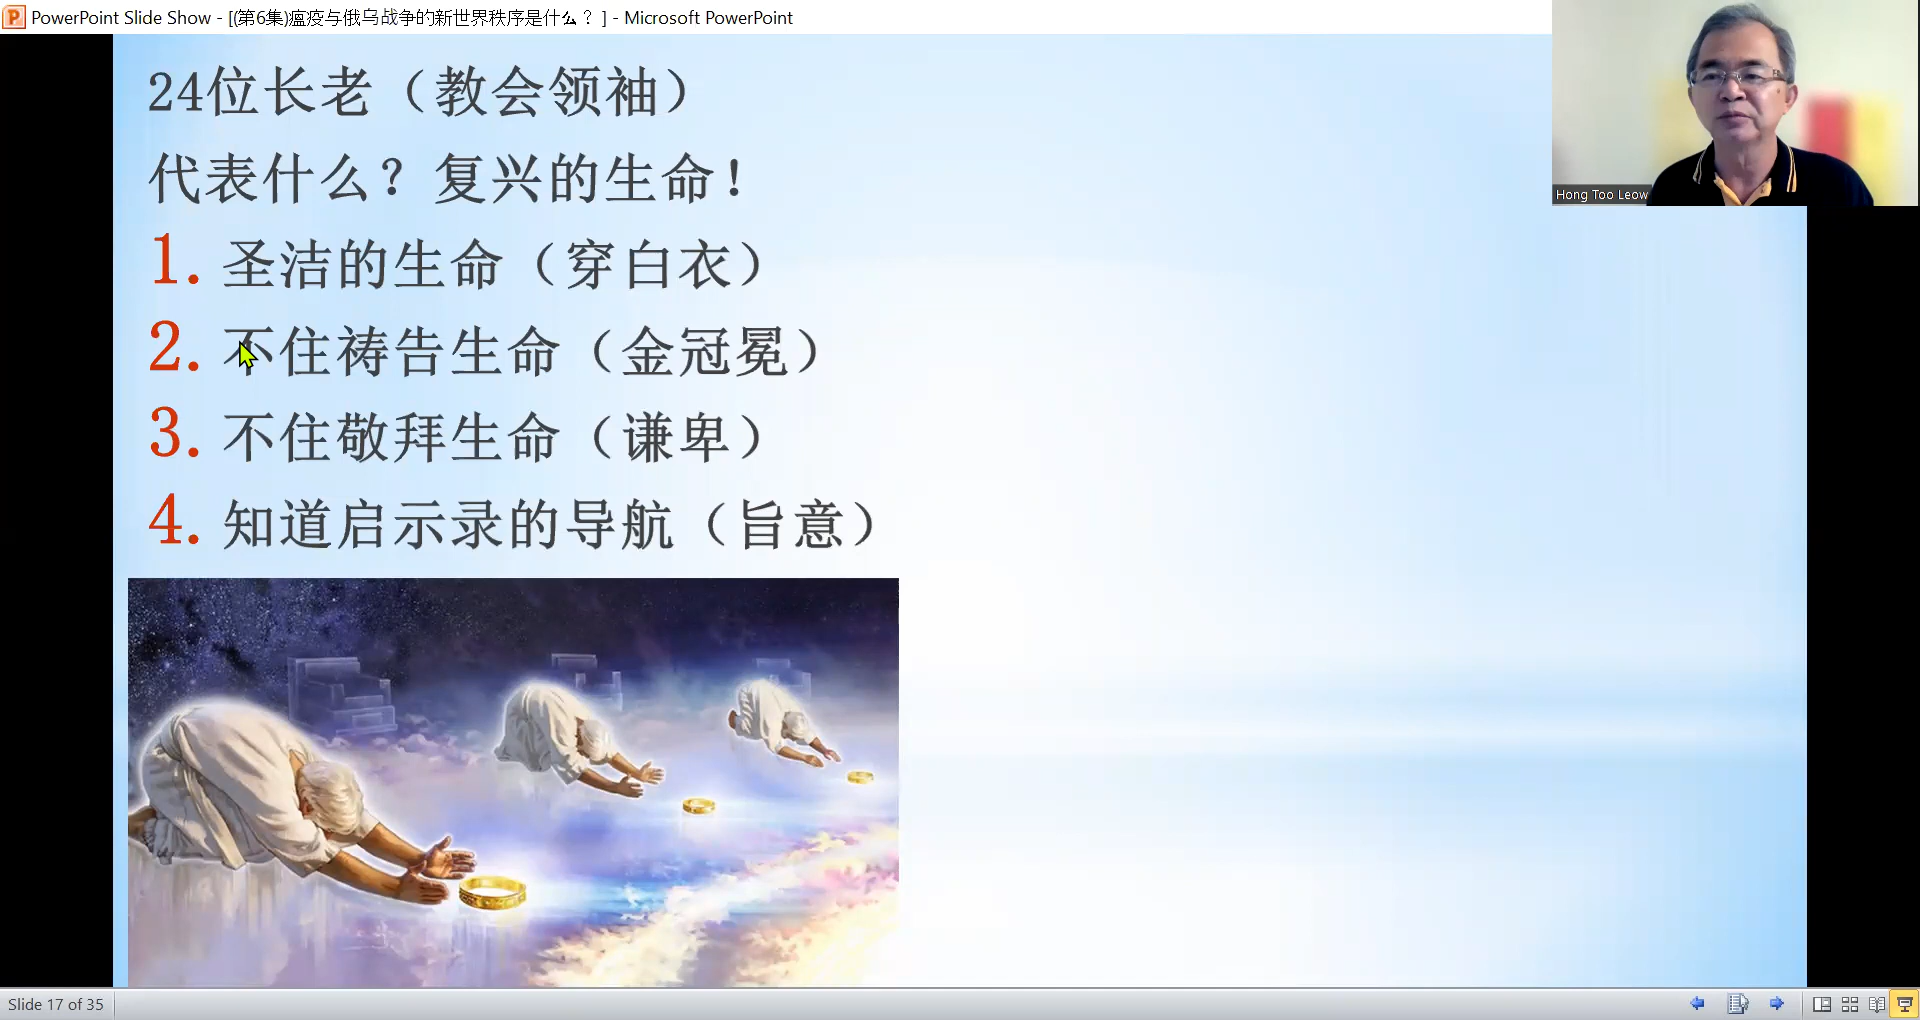 PowerPoint Slide Show - [(第6集)瘟疫与俄乌战争的新世界秩序是什么？ ] - Microsoft PowerPoint
24位长老（教会领袖）
代表什么？复兴的生命！
1. 圣洁的生命（穿白衣）
2. 不住祷告生命（金冠冕）
3. 不住敬拜生命（谦卑）
4. 知道启示录的导航（旨意）
Hong Too Leow
Slide 17 of 35